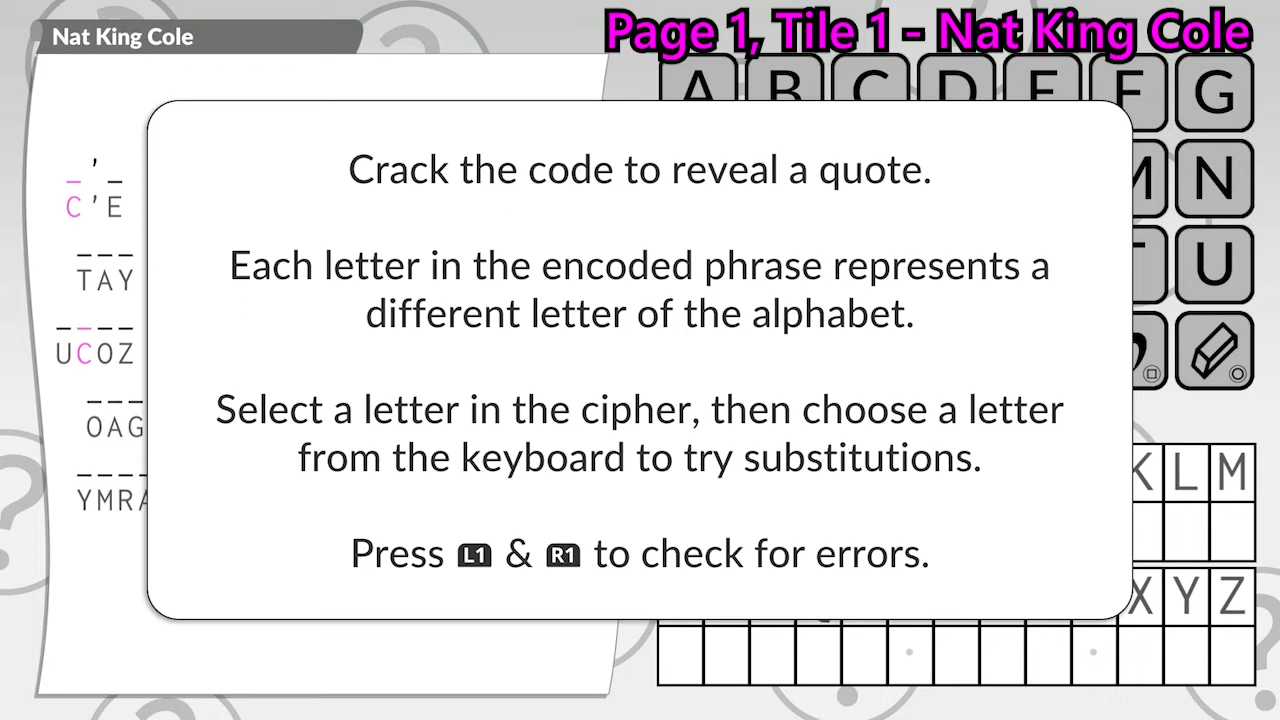 Nat King Cole
Page 1, Tile 1 - Nat King Cole
A B C D E F G
C'E
M N
TAY
T U
UCOZ
Crack the code to reveal a quote.
Each letter in the encoded phrase represents a
different letter of the alphabet.
Select a letter in the cipher, then choose a letter
from the keyboard to try substitutions.
Press L1 & R1 to check for errors.
OAG
K L M
YMRA
X Y Z